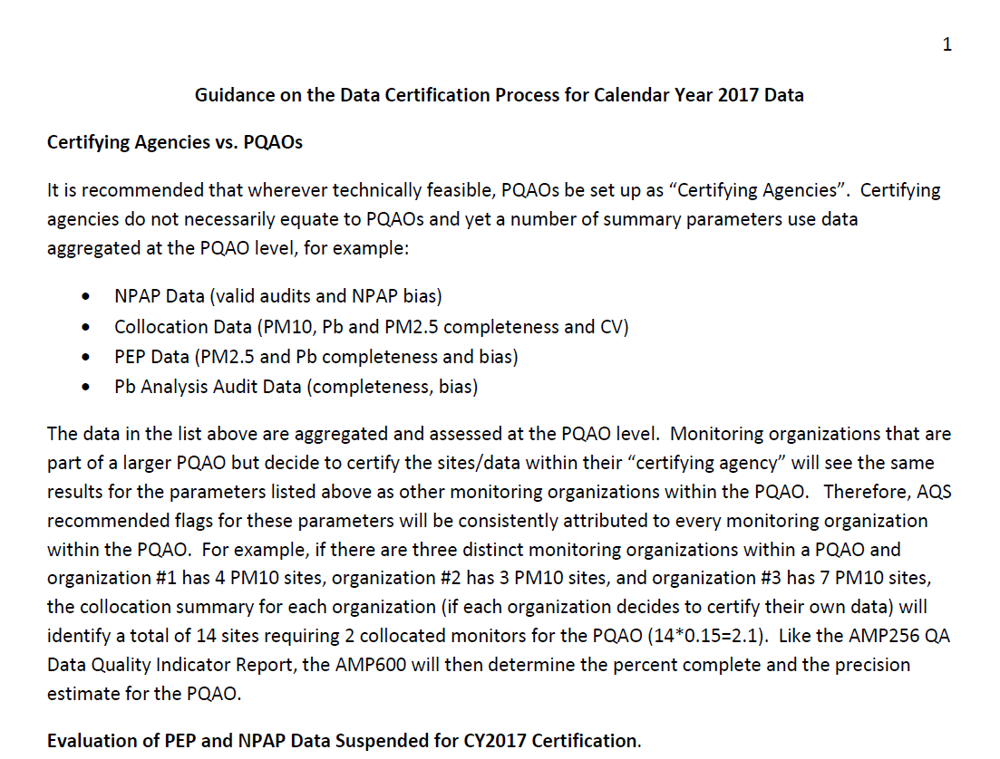 1
Guidance on the Data Certification Process for Calendar Year 2017 Data
Certifying Agencies vs. PQAOs
It is recommended that wherever technically feasible, PQAOs be set up as “Certifying Agencies”.  Certifying
agencies do not necessarily equate to PQAOs and yet a number of summary parameters use data
aggregated at the PQAO level, for example:
• NPAP Data (valid audits and NPAP bias)
• Collocation Data (PM10, Pb and PM2.5 completeness and CV)
• PEP Data (PM2.5 and Pb completeness and bias)
• Pb Analysis Audit Data (completeness, bias)
The data in the list above are aggregated and assessed at the PQAO level.  Monitoring organizations that are
part of a larger PQAO but decide to certify the sites/data within their “certifying agency” will see the same
results for the parameters listed above as other monitoring organizations within the PQAO.   Therefore, AQS
recommended flags for these parameters will be consistently attributed to every monitoring organization
within the PQAO.  For example, if there are three distinct monitoring organizations within a PQAO and
organization #1 has 4 PM10 sites, organization #2 has 3 PM10 sites, and organization #3 has 7 PM10 sites,
the collocation summary for each organization (if each organization decides to certify their own data) will
identify a total of 14 sites requiring 2 collocated monitors for the PQAO (14*0.15=2.1).  Like the AMP256 QA
Data Quality Indicator Report, the AMP600 will then determine the percent complete and the precision
estimate for the PQAO.
Evaluation of PEP and NPAP Data Suspended for CY2017 Certification.